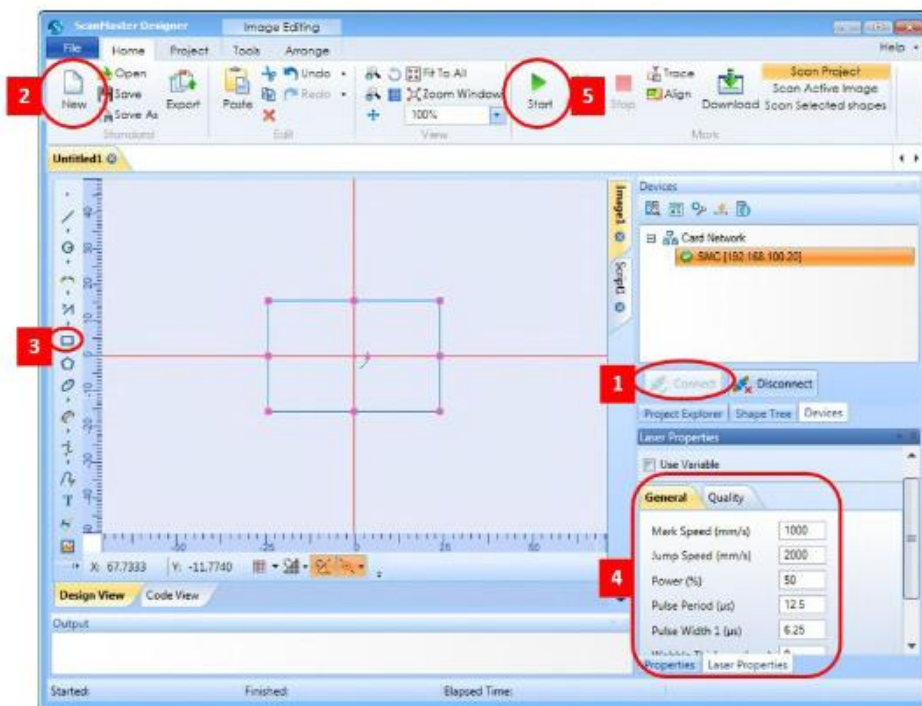 ScanMaster Designer
Image Editing
File
Home
Project
Tools
Arrange
Help
2
New
Open
Save
Save As
Export
Standard
Paste
Undo
Redo
Edit
Fit To All
Zoom Window
100%
View
5
Start
Stop
Trace
Align
Download
Scan Project
Scan Active Image
Scan Selected shapes
Mark
Untitled1
Image1
Script1
3
X: 67.7333
Y: -11.7740
Design View
Code View
Output
Started:
Finished:
Elapsed Time:
Devices
Card Network
SMC [192.168.100.20]
1
Connect
Disconnect
Project Explorer
Shape Tree
Devices
Laser Properties
Use Variable
4
General
Quality
Mark Speed (mm/s) 1000
Jump Speed (mm/s) 2000
Power (%) 50
Pulse Period (µs) 12.5
Pulse Width 1 (µs) 6.25
Properties
Laser Properties